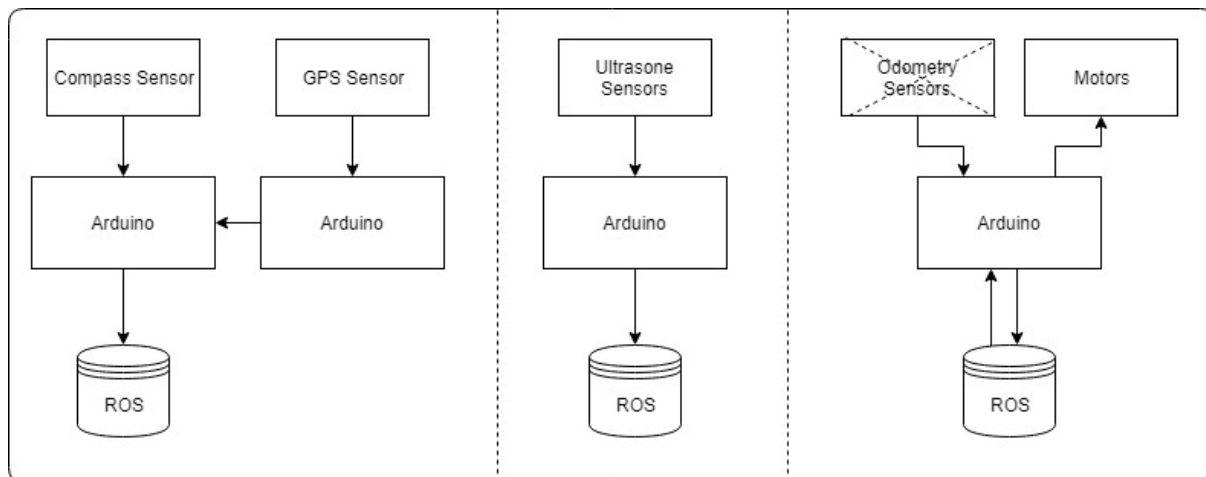 Compass Sensor
GPS Sensor
Arduino
Arduino
ROS
Ultrasone
Sensors
Arduino
ROS
Odometry
Sensors
Motors
Arduino
ROS